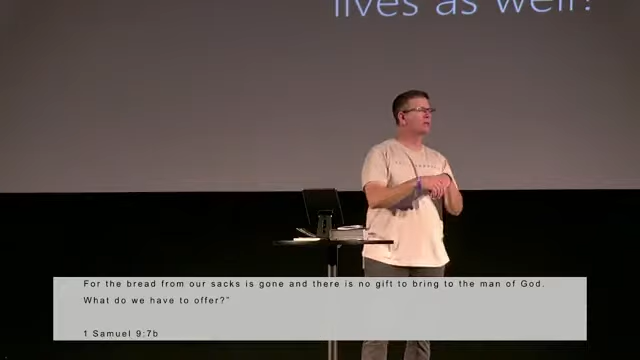 lives as well?
For the bread from our sacks is gone and there is no gift to bring to the man of God.
What do we have to offer?"
1 Samuel 9:7b